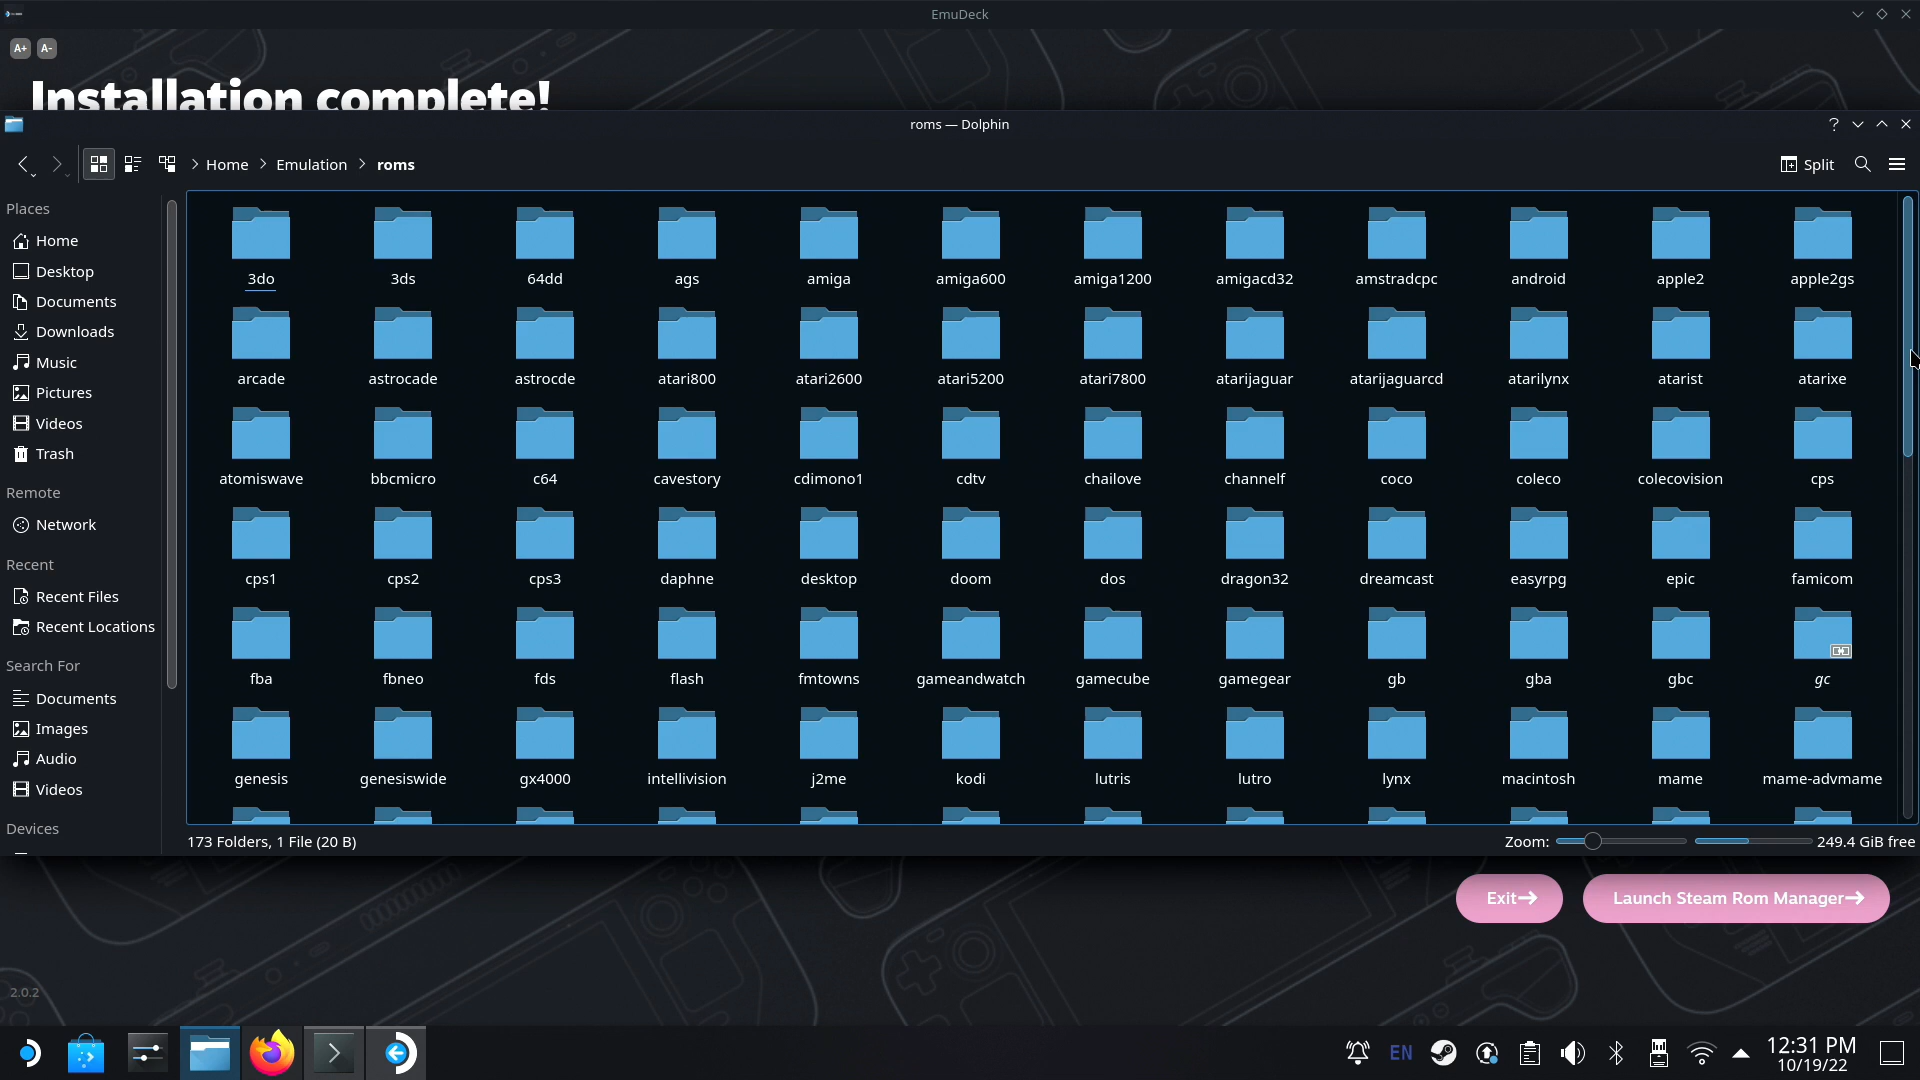 EmuDeck
A+ A-
Installation complete!
roms — Dolphin
Home Emulation roms
Split
Places
Home
Desktop
Documents
Downloads
Music
Pictures
Videos
Trash
Remote
Network
Recent
Recent Files
Recent Locations
Search For
Documents
Images
Audio
Videos
Devices
3do 3ds 64dd ags amiga amiga600 amiga1200 amigacd32 amstradcpc android apple2 apple2gs
arcade astrocade astrocde atari800 atari2600 atari5200 atari7800 atarijaguar atarijaguarcd atarilynx atarist atarixe
atomiswave bbcmicro c64 cavestory cdimono1 cdtv chailove channelf coco coleco colecovision cps
cps1 cps2 cps3 daphne desktop doom dos dragon32 dreamcast easyrpg epic famicom
fba fbneo fds flash fmtowns gameandwatch gamecube gamegear gb gba gbc gc
genesis genesiswide gx4000 intellivision j2me kodi lutris lutro lynx macintosh mame mame-advmame
173 Folders, 1 File (20 B)
Zoom:
249.4 GiB free
Exit→
Launch Steam Rom Manager→
2.0.2
EN
12:31 PM
10/19/22